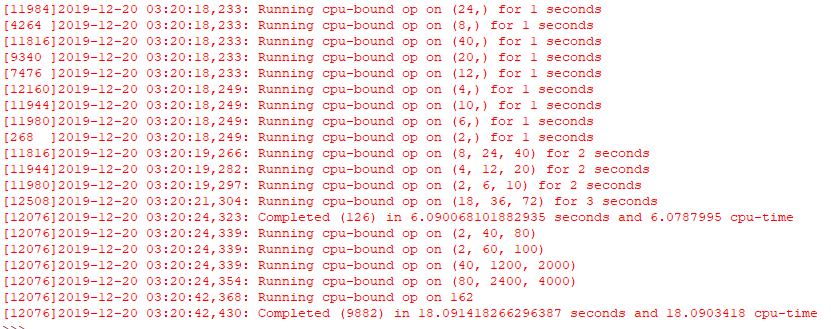 [11984]2019-12-20 03:20:18,233: Running cpu-bound op on (24,) for 1 seconds
[4264 ]2019-12-20 03:20:18,233: Running cpu-bound op on (8,) for 1 seconds
[11816]2019-12-20 03:20:18,233: Running cpu-bound op on (40,) for 1 seconds
[9340 ]2019-12-20 03:20:18,233: Running cpu-bound op on (20,) for 1 seconds
[7476 ]2019-12-20 03:20:18,233: Running cpu-bound op on (12,) for 1 seconds
[12160]2019-12-20 03:20:18,249: Running cpu-bound op on (4,) for 1 seconds
[11944]2019-12-20 03:20:18,249: Running cpu-bound op on (10,) for 1 seconds
[11980]2019-12-20 03:20:18,249: Running cpu-bound op on (6,) for 1 seconds
[268  ]2019-12-20 03:20:18,249: Running cpu-bound op on (2,) for 1 seconds
[11816]2019-12-20 03:20:19,266: Running cpu-bound op on (8, 24, 40) for 2 seconds
[11944]2019-12-20 03:20:19,282: Running cpu-bound op on (4, 12, 20) for 2 seconds
[11980]2019-12-20 03:20:19,297: Running cpu-bound op on (2, 6, 10) for 2 seconds
[12508]2019-12-20 03:20:21,304: Running cpu-bound op on (18, 36, 72) for 3 seconds
[12076]2019-12-20 03:20:24,323: Completed (126) in 6.090068101882935 seconds and 6.0787995 cpu-time
[12076]2019-12-20 03:20:24,339: Running cpu-bound op on (2, 40, 80)
[12076]2019-12-20 03:20:24,339: Running cpu-bound op on (2, 60, 100)
[12076]2019-12-20 03:20:24,339: Running cpu-bound op on (40, 1200, 2000)
[12076]2019-12-20 03:20:24,354: Running cpu-bound op on (80, 2400, 4000)
[12076]2019-12-20 03:20:42,368: Running cpu-bound op on 162
[12076]2019-12-20 03:20:42,430: Completed (9882) in 18.091418266296387 seconds and 18.0903418 cpu-time
>>>